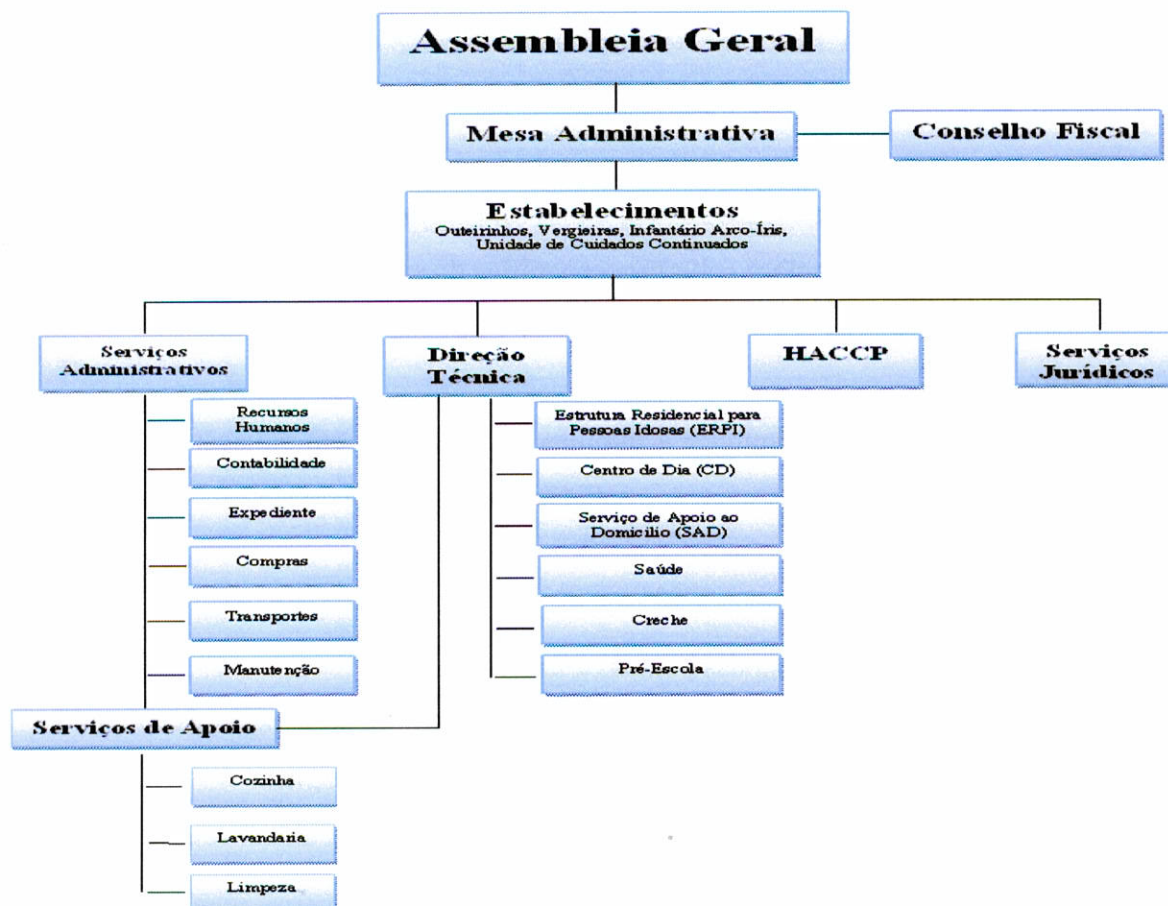 Assembleia Geral
Mesa Administrativa
Conselho Fiscal
Estabelecimentos
Outeirinhos, Vergieiras, Infantário Arco-Íris,
Unidade de Cuidados Continuados
Serviços
Administrativos
Direção
Técnica
HACCP
Serviços
Jurídicos
Recursos
Humanos
Contabilidade
Expediente
Compras
Transportes
Manutenção
Estrutura Residencial para
Pessoas Idosas (ERPI)
Centro de Dia (CD)
Serviço de Apoio ao
Domicilio (SAD)
Saúde
Creche
Pré-Escola
Serviços de Apoio
Cozinha
Lavandaria
Limpeza